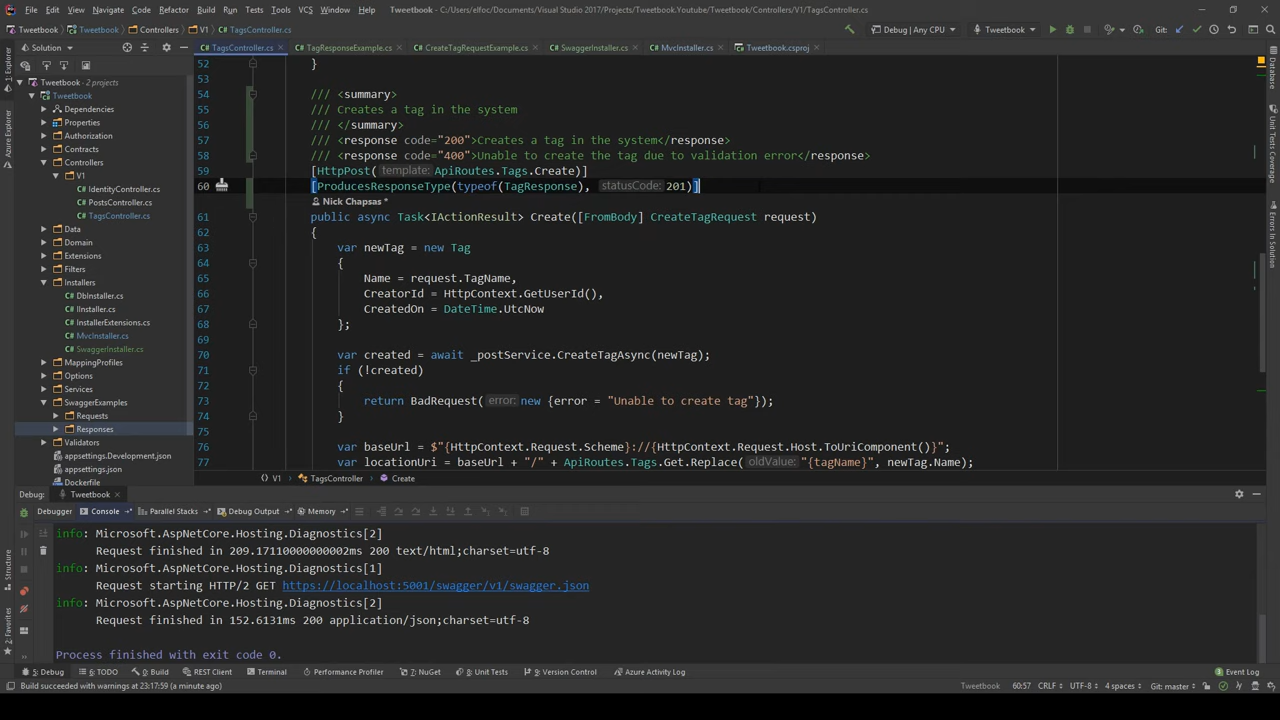 File Edit View Navigate Code Refactor Build Run Tests Tools VCS Window Tweetbook - c:\Users\elfoc\Documents\Visual Studio 2017\Projects\Tweetbook.Youtube\Tweetbook\Controllers\V1\TagsController.cs
Tweetbook Tweetbook Controllers V1 TagsController.cs Debug | Any CPU Tweetbook Git:
Solution TagsController.cs TagResponseExample.cs CreateTagRequestExample.cs SwaggerInstaller.cs MvcInstaller.cs Tweetbook.csproj
1: Explorer
Azure Explorer
Structure
2: Favorites
Database
Unit Tests Coverage
Errors in Solution
Tweetbook - 2 projects
Tweetbook
Dependencies
Properties
Authorization
Contracts
Controllers
V1
IdentityController.cs
PostsController.cs
TagsController.cs
Data
Domain
Extensions
Filters
Installers
DbInstaller.cs
IInstaller.cs
InstallerExtensions.cs
MvcInstaller.cs
SwaggerInstaller.cs
MappingProfiles
Options
Services
SwaggerExamples
Requests
Responses
Validators
appsettings.Development.json
appsettings.json
Dockerfile
52 }
53
54 /// <summary>
55 /// Creates a tag in the system
56 /// </summary>
57 /// <response code="200">Creates a tag in the system</response>
58 /// <response code="400">Unable to create the tag due to validation error</response>
59 [HttpPost( template: ApiRoutes.Tags.Create)]
60 [ProducesResponseType(typeof(TagResponse), statusCode: 201)]
Nick Chapsas *
61 public async Task<IActionResult> Create([FromBody] CreateTagRequest request)
62 {
63 var newTag = new Tag
64 {
65 Name = request.TagName,
66 CreatorId = HttpContext.GetUserId(),
67 CreatedOn = DateTime.UtcNow
68 };
69
70 var created = await _postService.CreateTagAsync(newTag);
71 if (!created)
72 {
73 return BadRequest( error: new {error = "Unable to create tag"});
74 }
75
76 var baseUrl = $"{HttpContext.Request.Scheme}://{HttpContext.Request.Host.ToUriComponent()}";
77 var locationUri = baseUrl + "/" + ApiRoutes.Tags.Get.Replace( oldValue: "{tagName}", newTag.Name);
V1 TagsController Create
Debug: Tweetbook
Debugger Console Parallel Stacks Debug Output Memory
info: Microsoft.AspNetCore.Hosting.Diagnostics[2]
Request finished in 209.17110000000002ms 200 text/html;charset=utf-8
info: Microsoft.AspNetCore.Hosting.Diagnostics[1]
Request starting HTTP/2 GET https://localhost:5001/swagger/v1/swagger.json
info: Microsoft.AspNetCore.Hosting.Diagnostics[2]
Request finished in 152.6131ms 200 application/json;charset=utf-8
Process finished with exit code 0.
5: Debug 6: TODO 0: Build REST Client Terminal Performance Profiler 7: NuGet 8: Unit Tests 9: Version Control Azure Activity Log Event Log
Build succeeded with warnings at 23:17:59 (a minute ago) Tweetbook 60:57 CRLF UTF-8 4 spaces Git: master